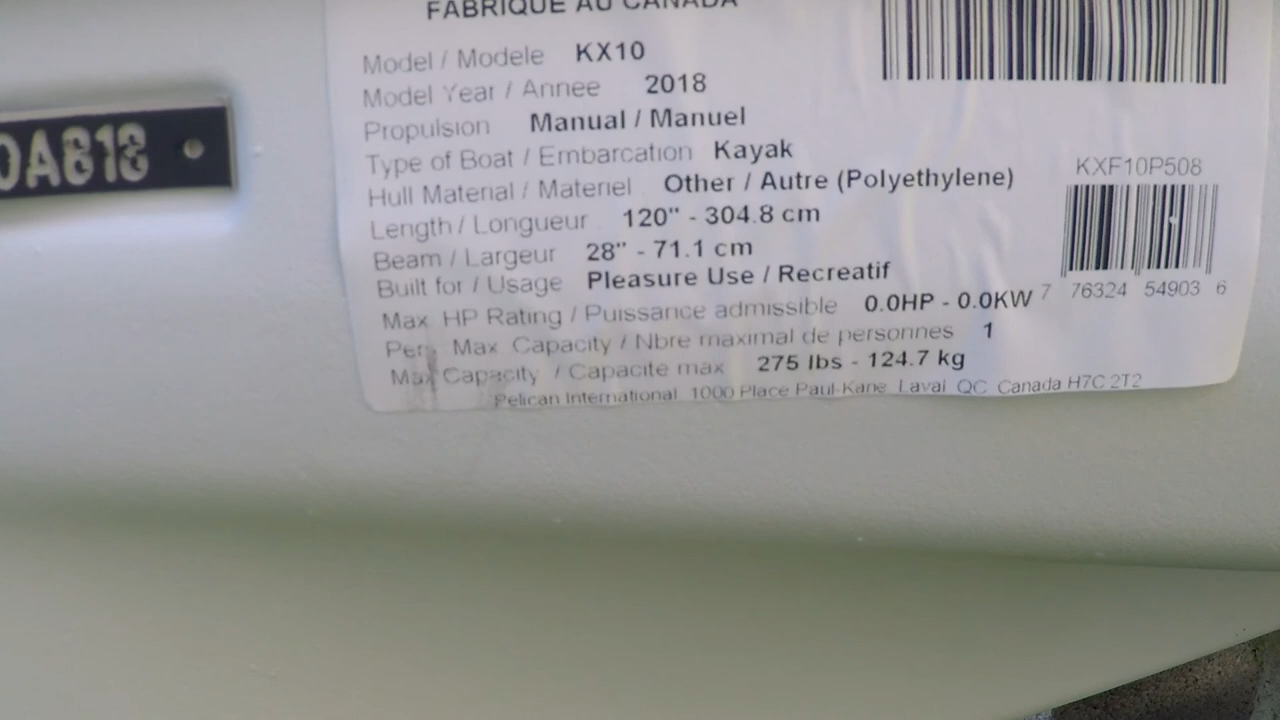 FABRIQUE AU CANADA
Model / Modele KX10
Model Year / Annee 2018
Propulsion Manual / Manuel
Type of Boat / Embarcation Kayak
Hull Material / Materiel Other / Autre (Polyethylene)
Length / Longueur 120" - 304.8 cm
Beam / Largeur 28" - 71.1 cm
Built for / Usage Pleasure Use / Recreatif
Max HP Rating / Puissance admissible 0.0HP - 0.0KW
Pers Max Capacity / Nbre maximal de personnes 1
Max Capacity / Capacite max 275 lbs - 124.7 kg
Pelican International 1000 Place Paul-Kane Laval QC Canada H7C 2T2
KXF10P508
7 76324 54903 6